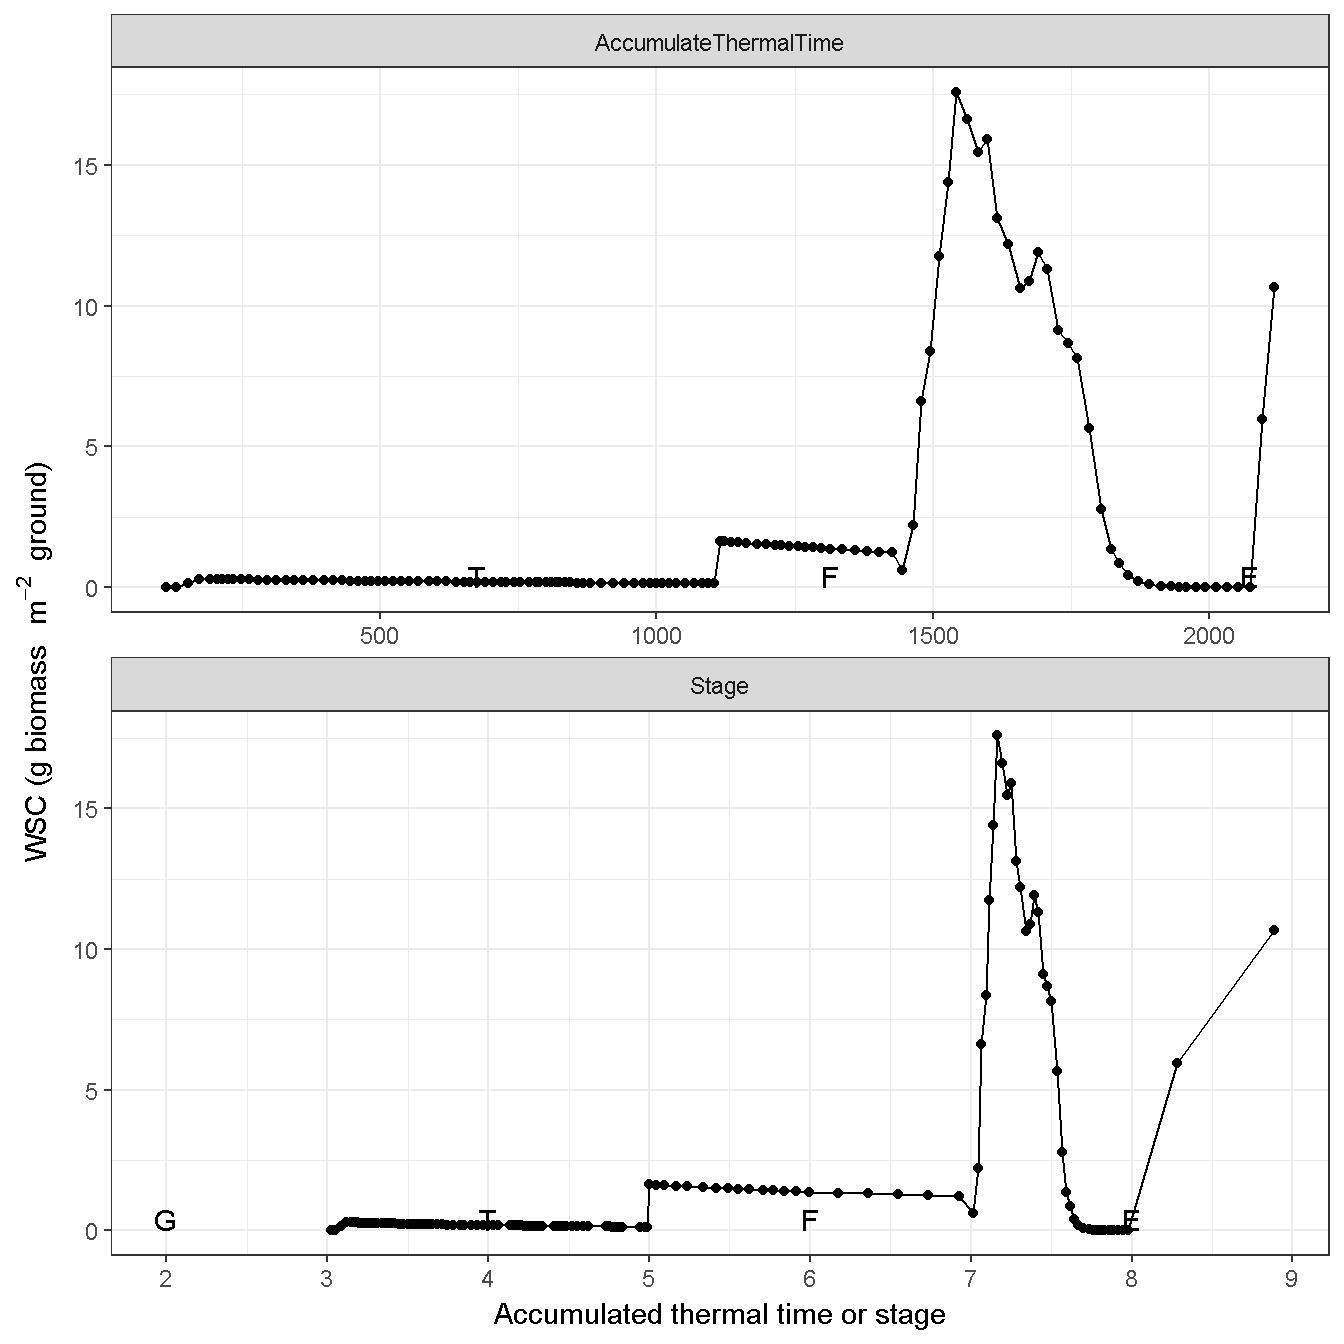 AccumulateThermalTime
15
10
5
0
T
F
E
500
1000
1500
2000
WSC (g biomass m⁻² ground)
Stage
15
10
5
0
G
T
F
E
2
3
4
5
6
7
8
9
Accumulated thermal time or stage